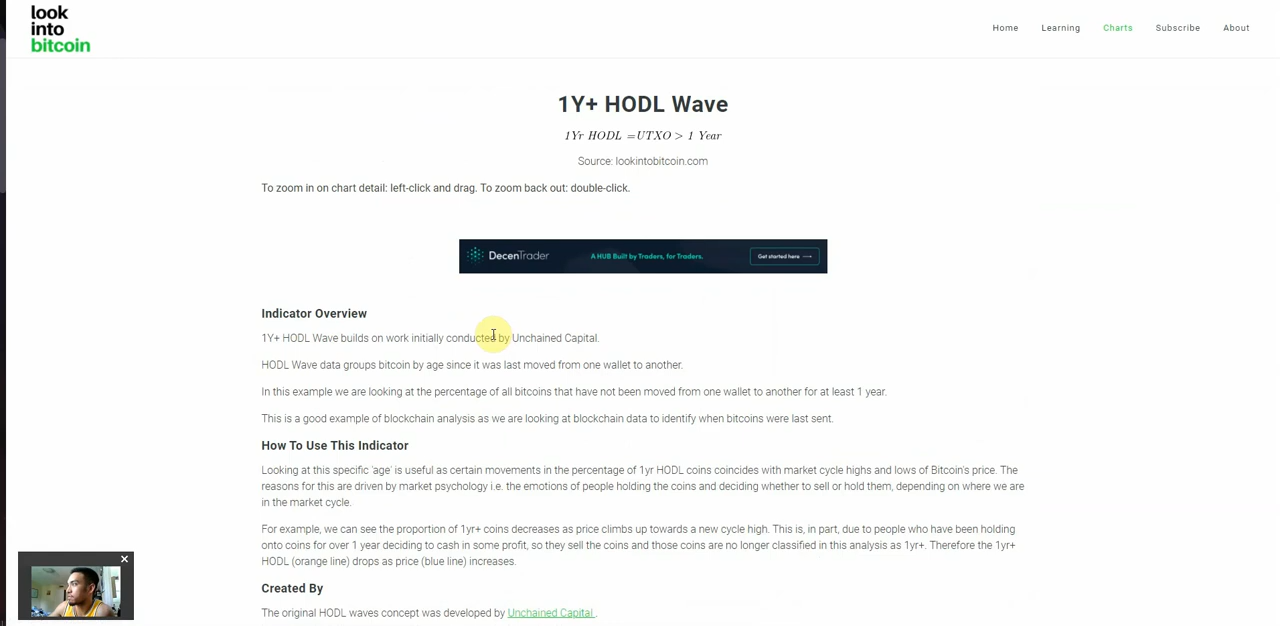 look
into
bitcoin
Home Learning Charts Subscribe About
1Y+ HODL Wave
1Yr HODL =UTXO > 1 Year
Source: lookintobitcoin.com
To zoom in on chart detail: left-click and drag. To zoom back out: double-click.
DecenTrader A HUB Built by Traders, for Traders. Get started here →
Indicator Overview
1Y+ HODL Wave builds on work initially conducted by Unchained Capital.
HODL Wave data groups bitcoin by age since it was last moved from one wallet to another.
In this example we are looking at the percentage of all bitcoins that have not been moved from one wallet to another for at least 1 year.
This is a good example of blockchain analysis as we are looking at blockchain data to identify when bitcoins were last sent.
How To Use This Indicator
Looking at this specific 'age' is useful as certain movements in the percentage of 1yr HODL coins coincides with market cycle highs and lows of Bitcoin's price. The
reasons for this are driven by market psychology i.e. the emotions of people holding the coins and deciding whether to sell or hold them, depending on where we are
in the market cycle.
For example, we can see the proportion of 1yr+ coins decreases as price climbs up towards a new cycle high. This is, in part, due to people who have been holding
onto coins for over 1 year deciding to cash in some profit, so they sell the coins and those coins are no longer classified in this analysis as 1yr+. Therefore the 1yr+
HODL (orange line) drops as price (blue line) increases.
Created By
The original HODL waves concept was developed by Unchained Capital .